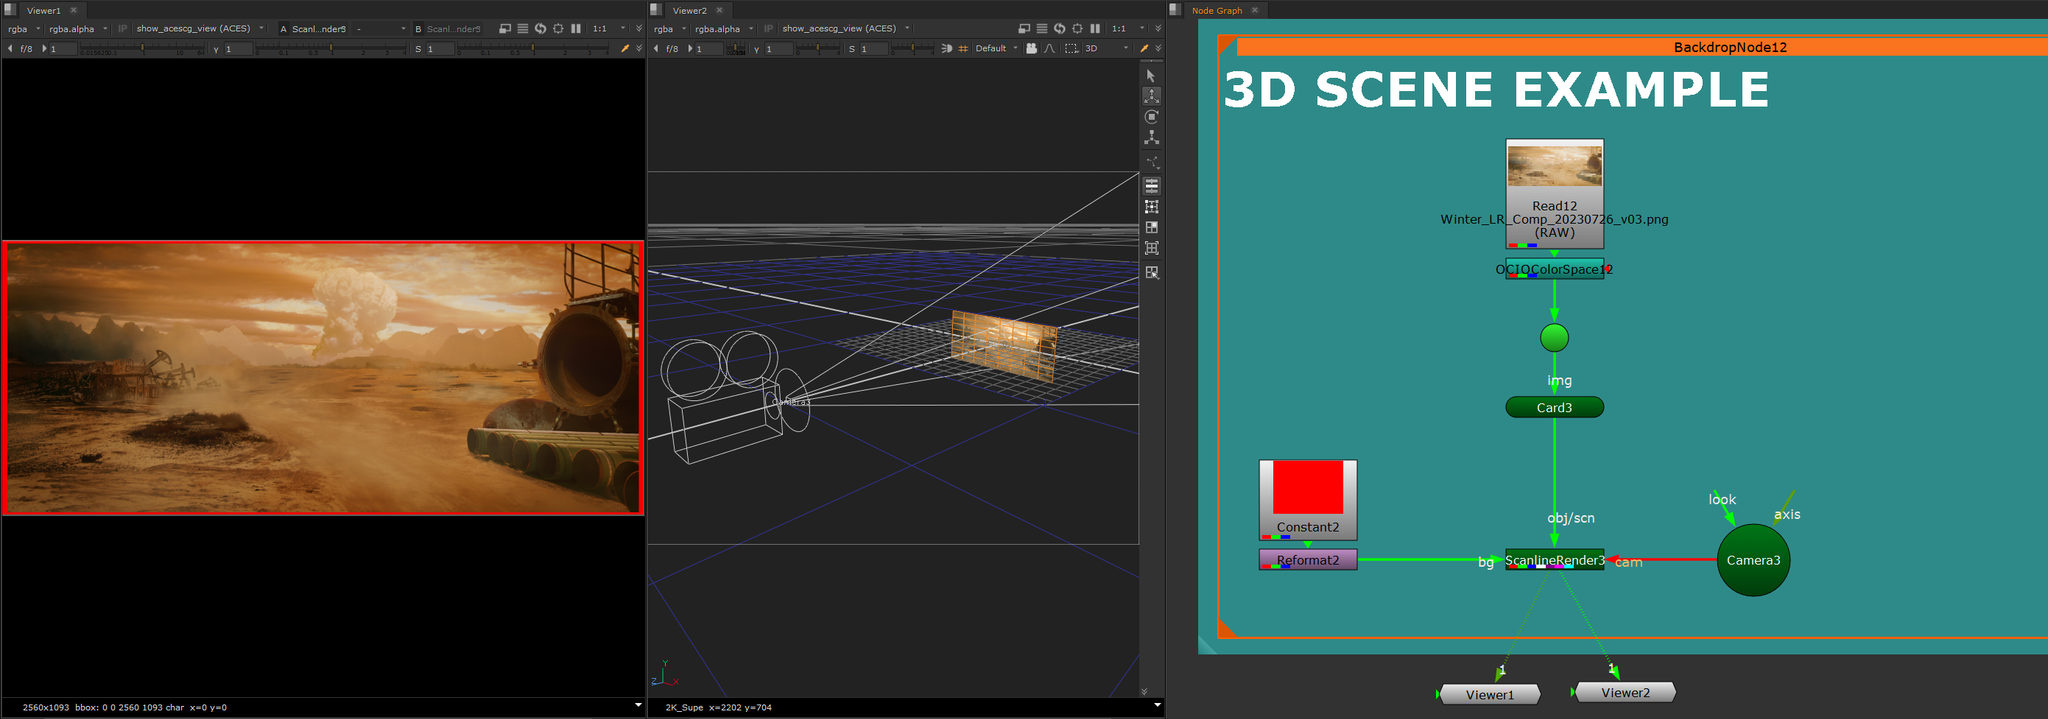 Viewer1
rgba rgba.alpha IP show_acescg_view (ACES) A Scanl...nder3 - B Scanl...nder3 1:1
f/8 1 Y 1 S 1
2560x1093 bbox: 0 0 2560 1093 char x=0 y=0
Viewer2
rgba rgba.alpha IP show_acescg_view (ACES) 1:1
f/8 1 Y 1 S 1 Default 3D
Camera3
Y
Z X
2K_Supe x=2202 y=704
Node Graph
BackdropNode12
3D SCENE EXAMPLE
Read12
Winter_LR_Comp_20230726_v03.png
(RAW)
OCIOColorSpace12
img
Card3
Constant2
Reformat2
obj/scn
bg
ScanlineRender3
cam
look
axis
Camera3
1
1
Viewer1
Viewer2